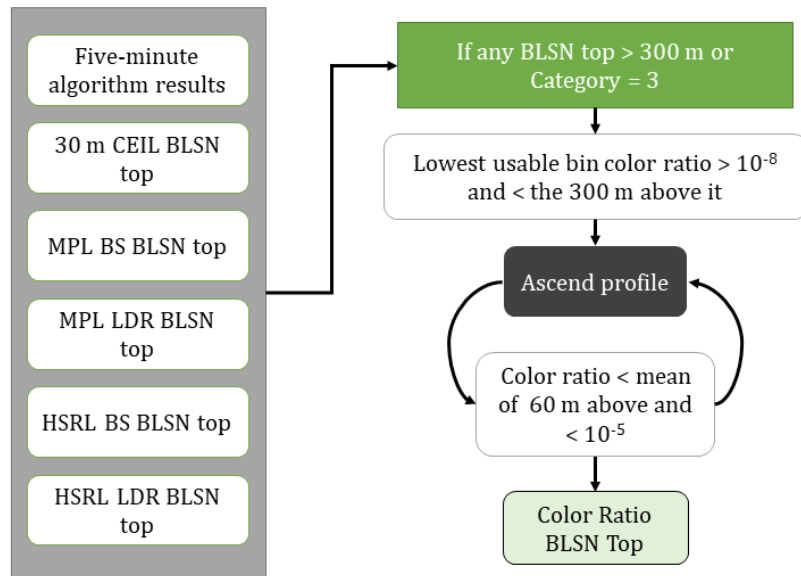 Five-minute
algorithm results
30 m CEIL BLSN
top
MPL BS BLSN top
MPL LDR BLSN
top
HSRL BS BLSN top
HSRL LDR BLSN
top
If any BLSN top > 300 m or
Category = 3
Lowest usable bin color ratio > 10⁻⁸
and < the 300 m above it
Ascend profile
Color ratio < mean
of 60 m above and
< 10⁻⁵
Color Ratio
BLSN Top